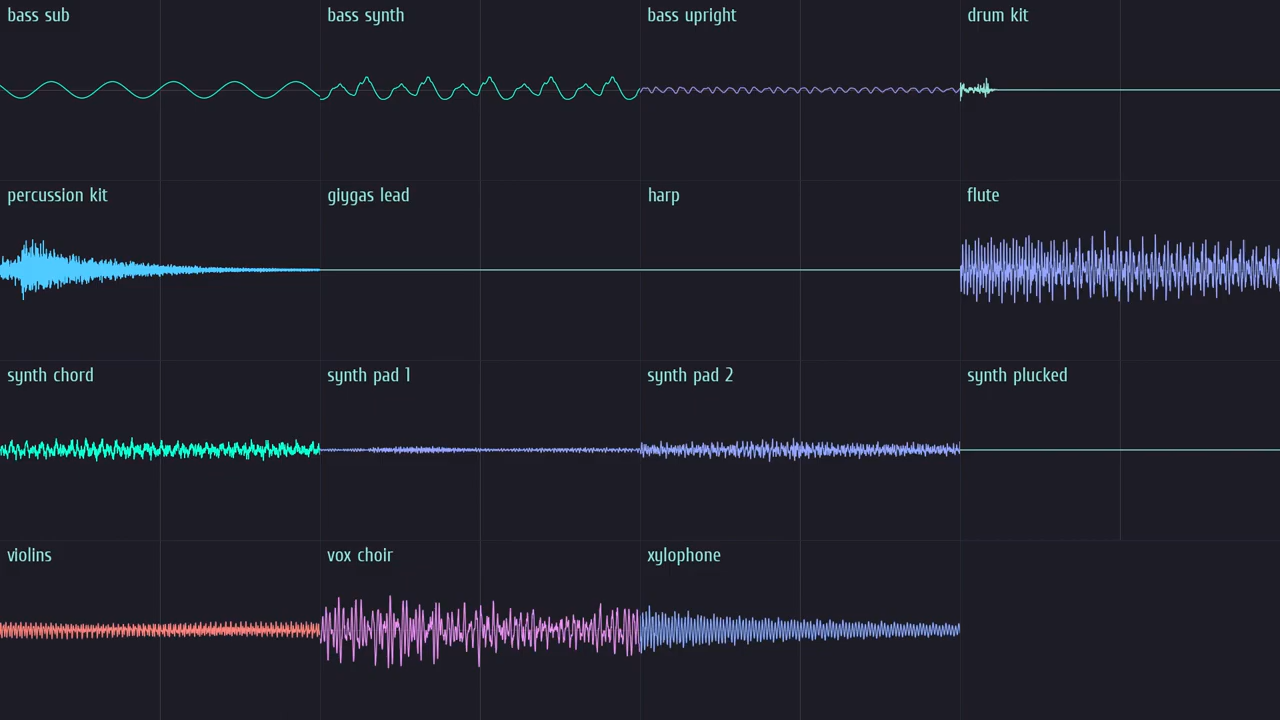 bass sub
bass synth
bass upright
drum kit
percussion kit
giygas lead
harp
flute
synth chord
synth pad 1
synth pad 2
synth plucked
violins
vox choir
xylophone